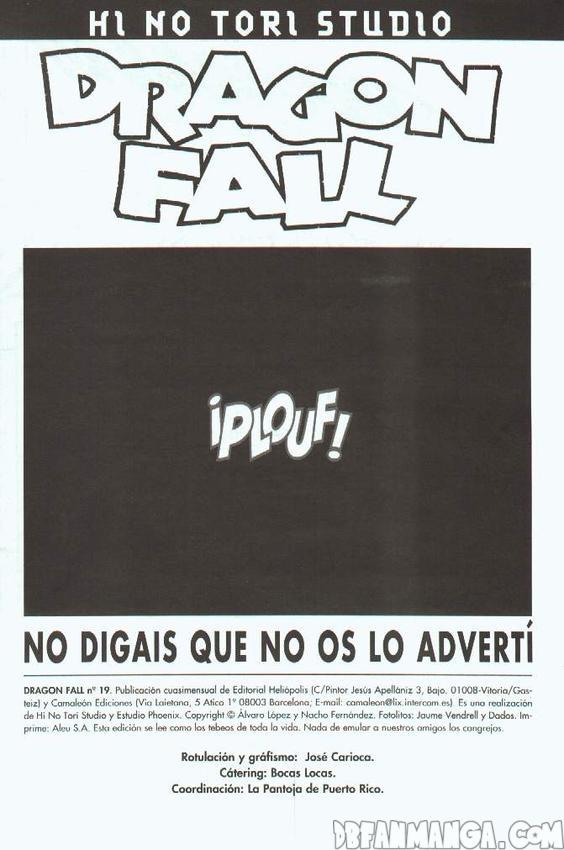 HI NO TORI STUDIO
DRAGON
FALL
¡PLOUF!
NO DIGAIS QUE NO OS LO ADVERTÍ
DRAGON FALL nº 19. Publicación cuasimensual de Editorial Heliópolis (C/Pintor Jesús Apellániz 3, Bajo. 01008-Vitoria/Gas-
teiz) y Camaleón Ediciones (Via Laietana, 5 Atico 1º 08003 Barcelona; E-mail: camaleon@lix.intercom.es). Es una realización
de Hi No Tori Studio y Estudio Phoenix. Copyright © Álvaro López y Nacho Fernández. Fotolitos: Jaume Vendrell y Dados. Im-
prime: Aleu S.A. Esta edición se lee como los tebeos de toda la vida. Nada de emular a nuestros amigos los cangrejos.
Rotulación y gráfismo: José Carioca.
Cátering: Bocas Locas.
Coordinación: La Pantoja de Puerto Rico.
DBFANMANGA.COM